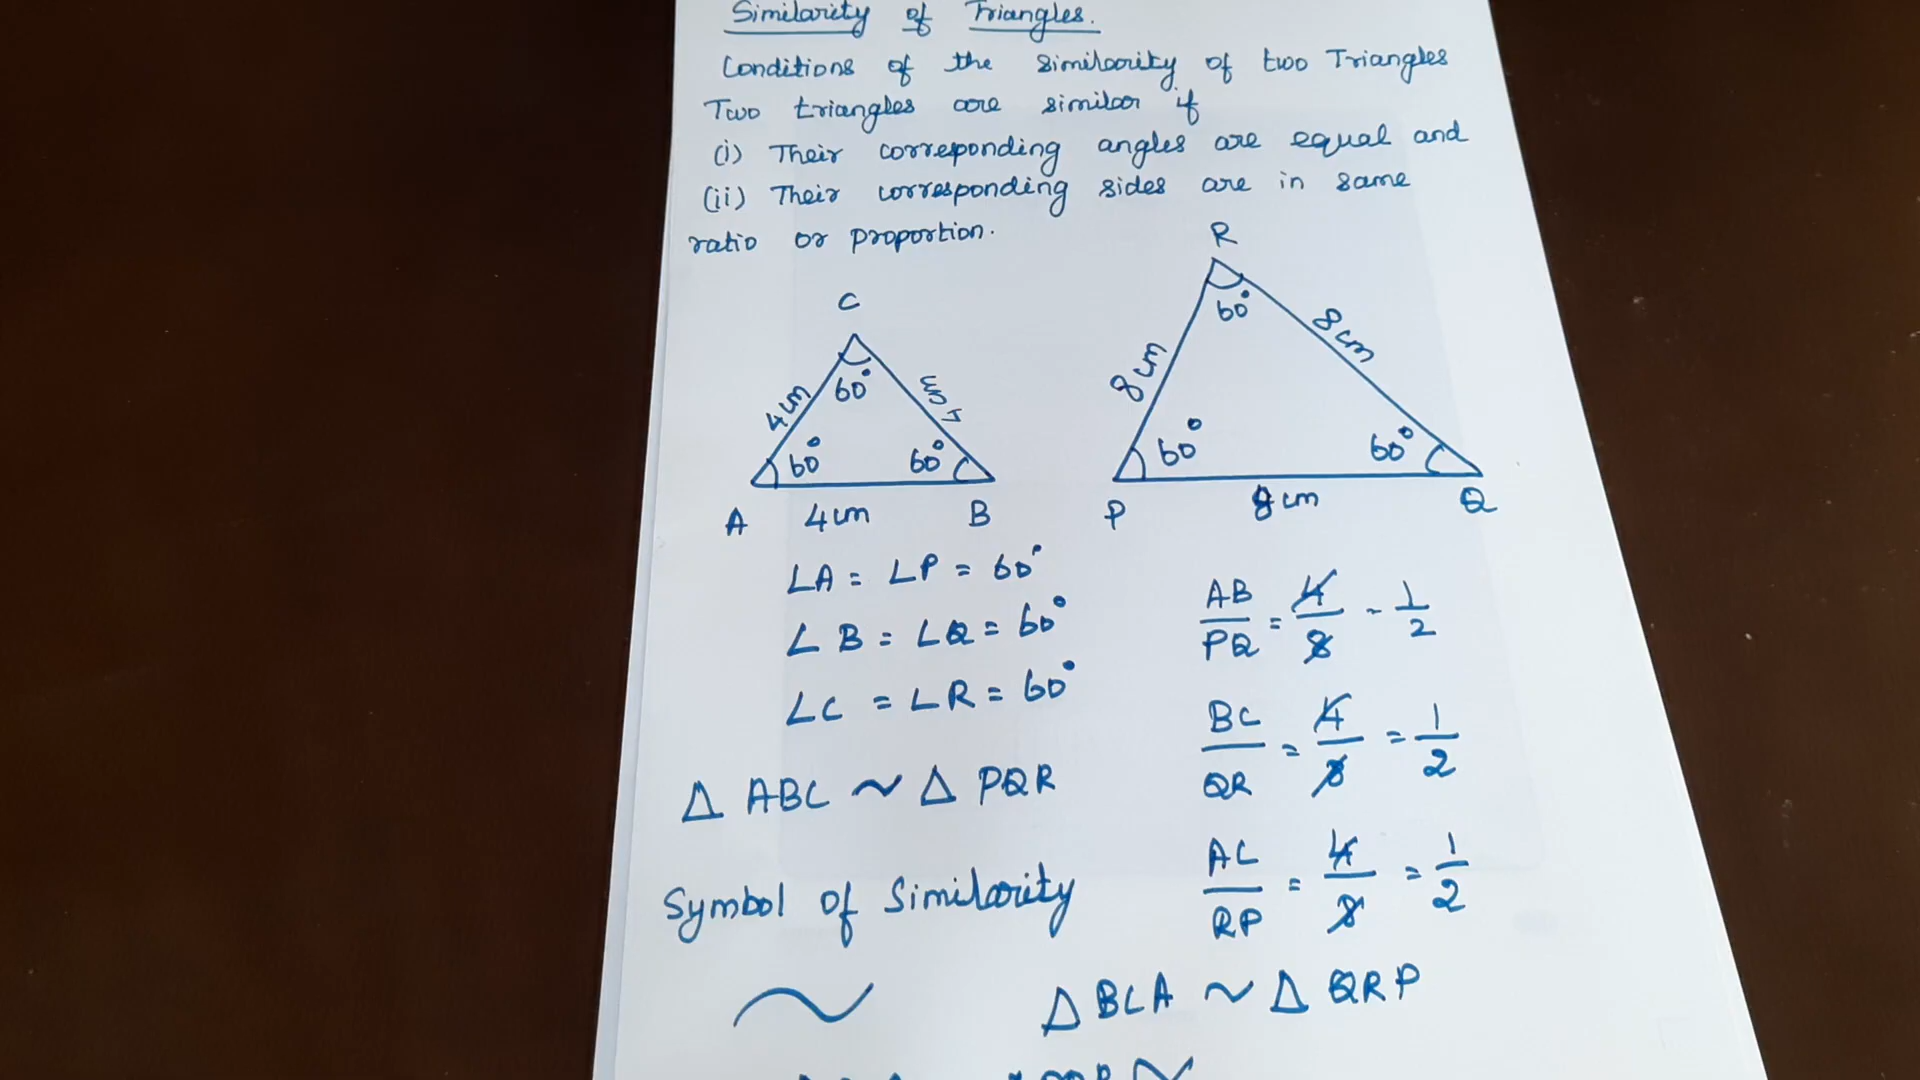 Similarity of Triangles.
Conditions of the similarity of two Triangles
Two triangles are similar if
(i) Their corresponding angles are equal and
(ii) Their corresponding sides are in same
ratio or proportion.
C
4cm
4cm
60°
60°
60°
A 4cm B
R
8cm
8cm
60°
60°
60°
P 8cm Q
∠A = ∠P = 60°
∠B = ∠Q = 60°
∠C = ∠R = 60°
AB/PQ = 4/8 - 1/2
BC/QR = 4/8 = 1/2
AC/RP = 4/8 = 1/2
Δ ABC ~ Δ PQR
Symbol of Similarity
~
Δ BCA ~ Δ QRP